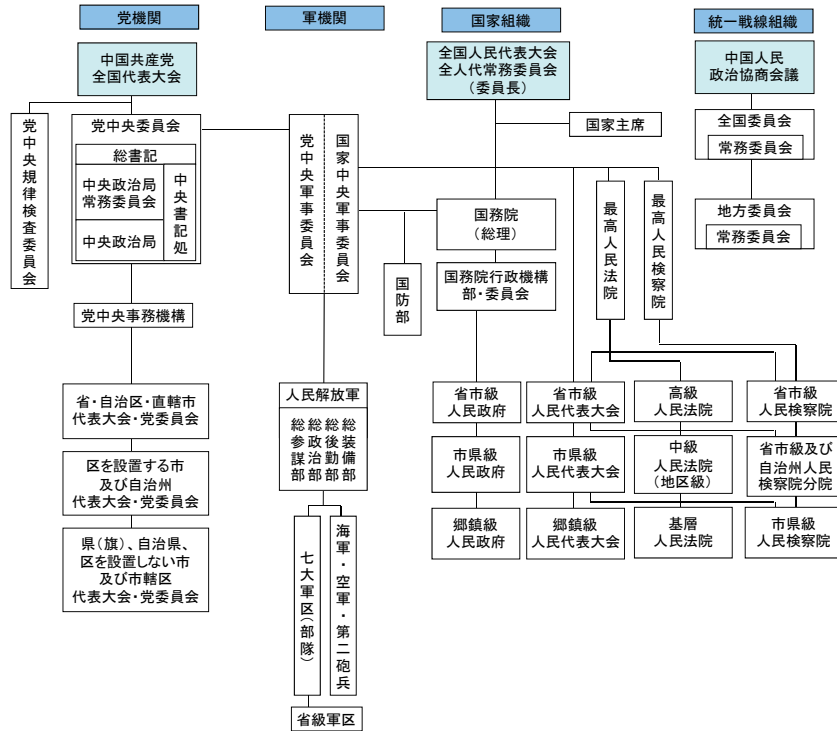 党機関
軍機関
国家組織
統一戦線組織
中国共産党
全国代表大会
全国人民代表大会
全人代常務委員会
(委員長)
中国人民
政治協商会議
党中央規律検査委員会
党中央委員会
総書記
中央政治局
常務委員会
中央政治局
中央書記処
党中央事務機構
省・自治区・直轄市
代表大会・党委員会
区を設置する市
及び自治州
代表大会・党委員会
県(旗)、自治県、
区を設置しない市
及び市轄区
代表大会・党委員会
党中央軍事委員会
国家中央軍事委員会
国防部
人民解放軍
総参謀部
総政治部
総後勤部
総装備部
七大軍区(部隊)
海軍・空軍・第二砲兵
省級軍区
国家主席
国務院
(総理)
国務院行政機構
部・委員会
最高人民法院
最高人民検察院
省市級
人民政府
市県級
人民政府
郷鎮級
人民政府
省市級
人民代表大会
市県級
人民代表大会
郷鎮級
人民代表大会
高級
人民法院
中級
人民法院
(地区級)
基層
人民法院
省市級
人民検察院
省市級及び
自治州人民
検察院分院
市県級
人民検察院
全国委員会
常務委員会
地方委員会
常務委員会